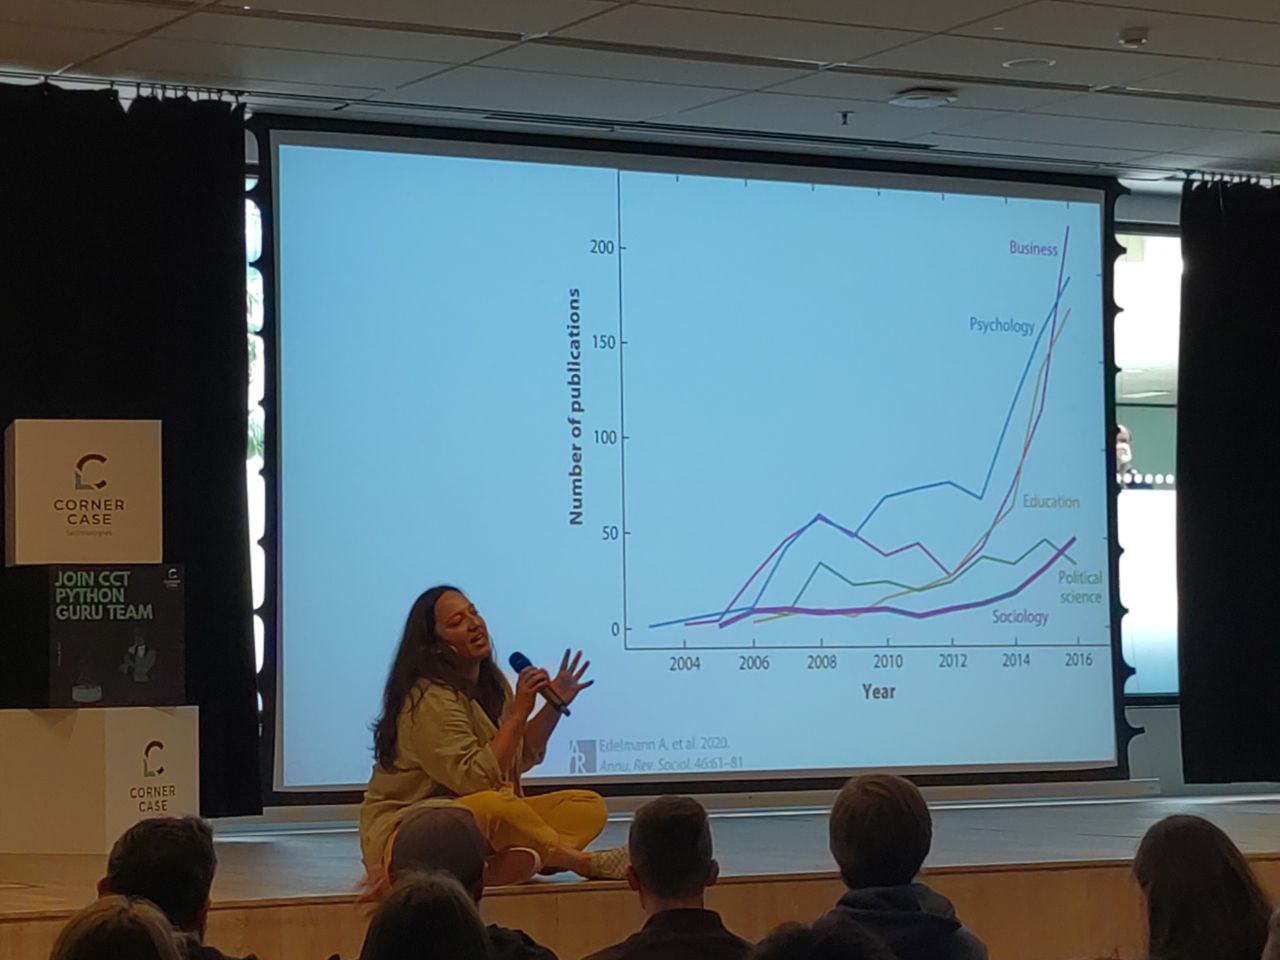 200
150
100
50
0
Number of publications
Business
Psychology
Education
Political
science
Sociology
2004 2006 2008 2010 2012 2014 2016
Year
AR
Edelmann A, et al. 2020.
Annu. Rev. Sociol. 46:61–81
CORNER
CASE
technologies
JOIN CCT
PYTHON
GURU TEAM
CORNER
CASE